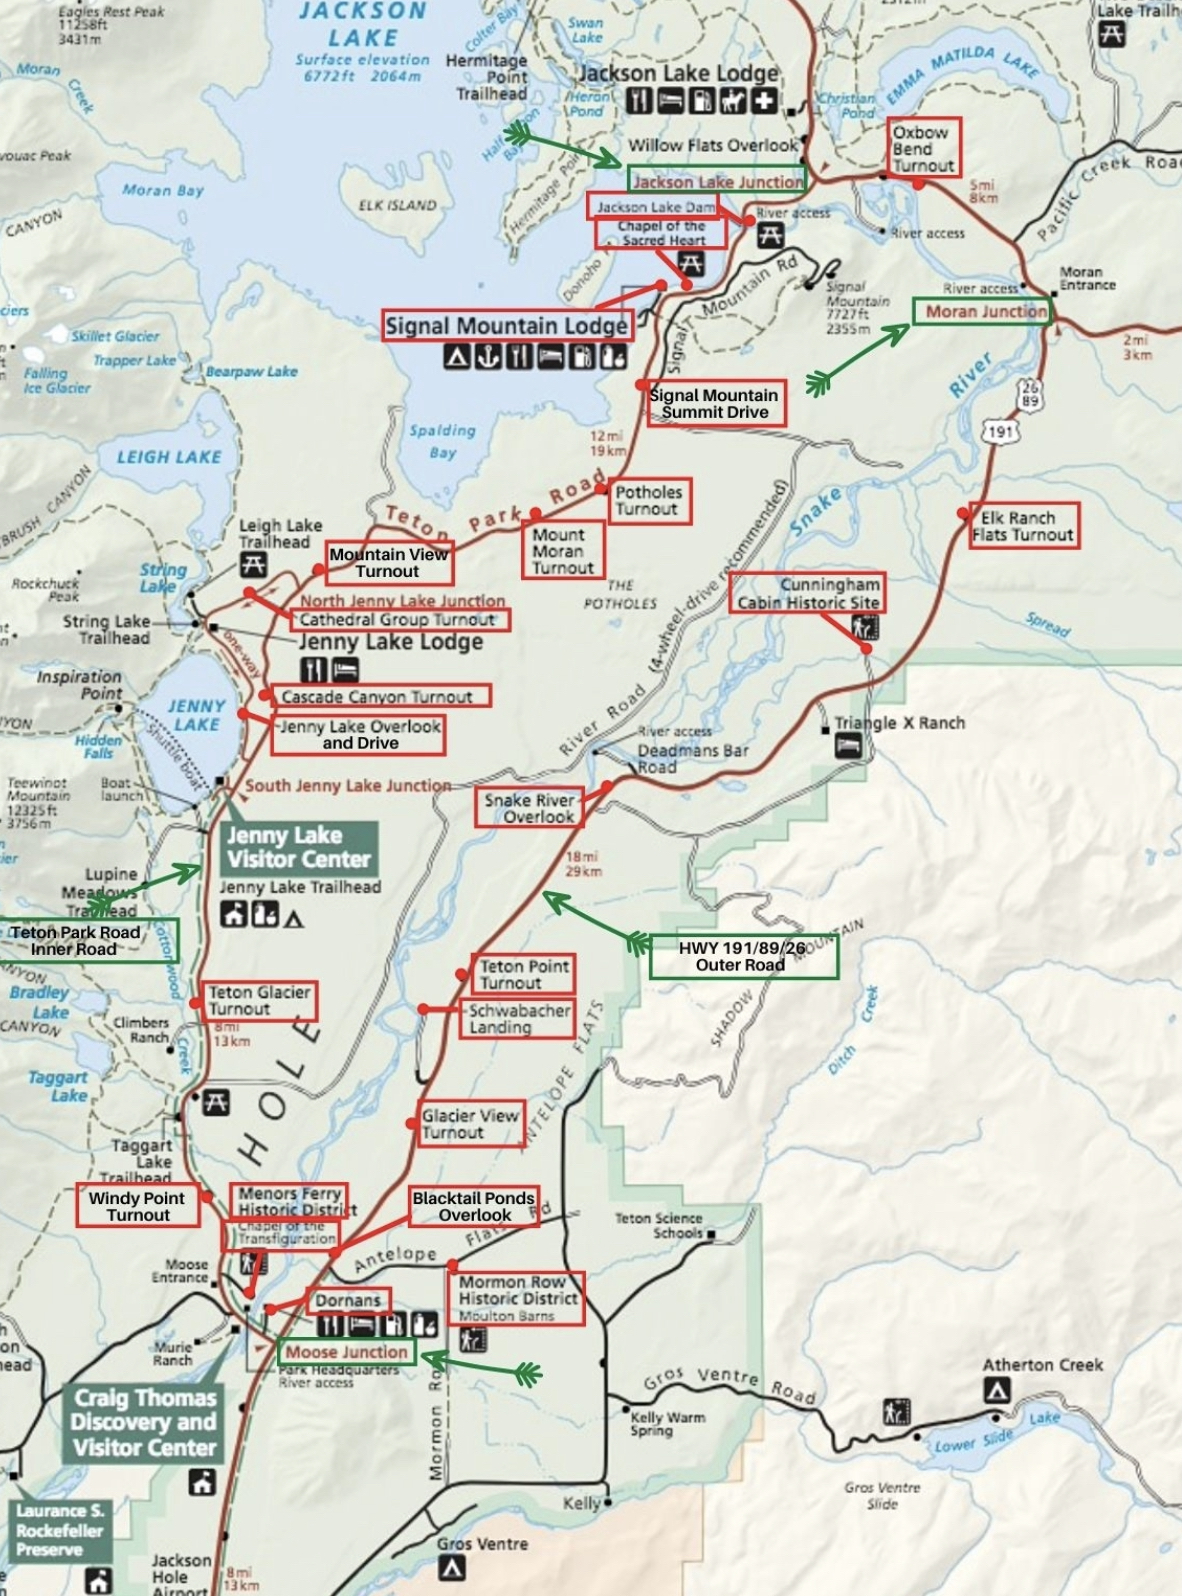 Eagles Rest Peak
11258ft
3431m
JACKSON
LAKE
Surface elevation
6772ft 2064m
Colter Bay
Swan
Lake
Hermitage
Point
Trailhead
Heron
Pond
Jackson Lake Lodge
Lake
Christian
Pond
EMMA MATILDA LAKE
Moran
Creek
Willow Flats Overlook
Oxbow
Bend
Turnout
Moran Bay
ELK ISLAND
Hermitage
Jackson Lake Junction
5mi
8km
Pacific Creek Road
CANYON
Jackson Lake Dam
River access
River access
Chapel of the
Sacred Heart
Donoho
Signal Mountain Rd
Signal
Mountain
7727ft
2355m
River access
Moran
Entrance
Moran Junction
2mi
3km
Signal Mountain Lodge
Skillet Glacier
Trapper Lake
Falling
Ice Glacier
Bearpaw Lake
Signal Mountain
Summit Drive
River
26
89
191
Spalding
Bay
12mi
19km
LEIGH LAKE
CANYON
Teton Park Road
Potholes
Turnout
Mount
Moran
Turnout
Snake
Elk Ranch
Flats Turnout
Leigh Lake
Trailhead
Mountain View
Turnout
String
Lake
Rockchuck
Peak
THE
POTHOLES
Cunningham
Cabin Historic Site
North Jenny Lake Junction
Cathedral Group Turnout
String Lake
Trailhead
one-way
Jenny Lake Lodge
Spread
River Road (4-wheel-drive recommended)
Inspiration
Point
JENNY
LAKE
Cascade Canyon Turnout
Jenny Lake Overlook
and Drive
Hidden
Falls
Shuttle boat
River access
Deadmans Bar
Road
Triangle X Ranch
Teewinot
Mountain
12325ft
3756m
Boat
launch
South Jenny Lake Junction
Snake River
Overlook
Jenny Lake
Visitor Center
Jenny Lake Trailhead
18mi
29km
Lupine
Meadows
Trailhead
Teton Park Road
Inner Road
HWY 191/89/26
Outer Road
SHADOW MOUNTAIN
CANYON
Bradley
Lake
CANYON
Cottonwood
Creek
Teton Glacier
Turnout
8mi
13km
Teton Point
Turnout
Schwabacher
Landing
Ditch Creek
Climbers
Ranch
Taggart
Lake
HOLE
ANTELOPE FLATS
Glacier View
Turnout
Taggart
Lake
Trailhead
Windy Point
Turnout
Menors Ferry
Historic District
Chapel of the
Transfiguration
Blacktail Ponds
Overlook
Antelope Flats Rd
Teton Science
Schools
Moose
Entrance
Mormon Row
Historic District
Moulton Barns
Dornans
Murie
Ranch
Moose Junction
Park Headquarters
River access
Craig Thomas
Discovery and
Visitor Center
Mormon Ro
Gros Ventre Road
Kelly Warm
Spring
Atherton Creek
Lower Slide Lake
Gros Ventre
Slide
Laurance S.
Rockefeller
Preserve
Kelly
Gros Ventre
Jackson
Hole
Airport
8mi
13km